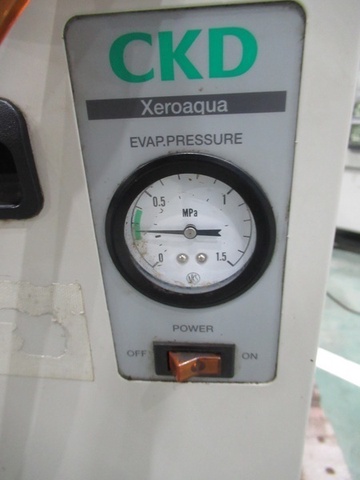 CKD
Xeroaqua
EVAP.PRESSURE
0.5 1
MPa
0 1.5
POWER
OFF ON